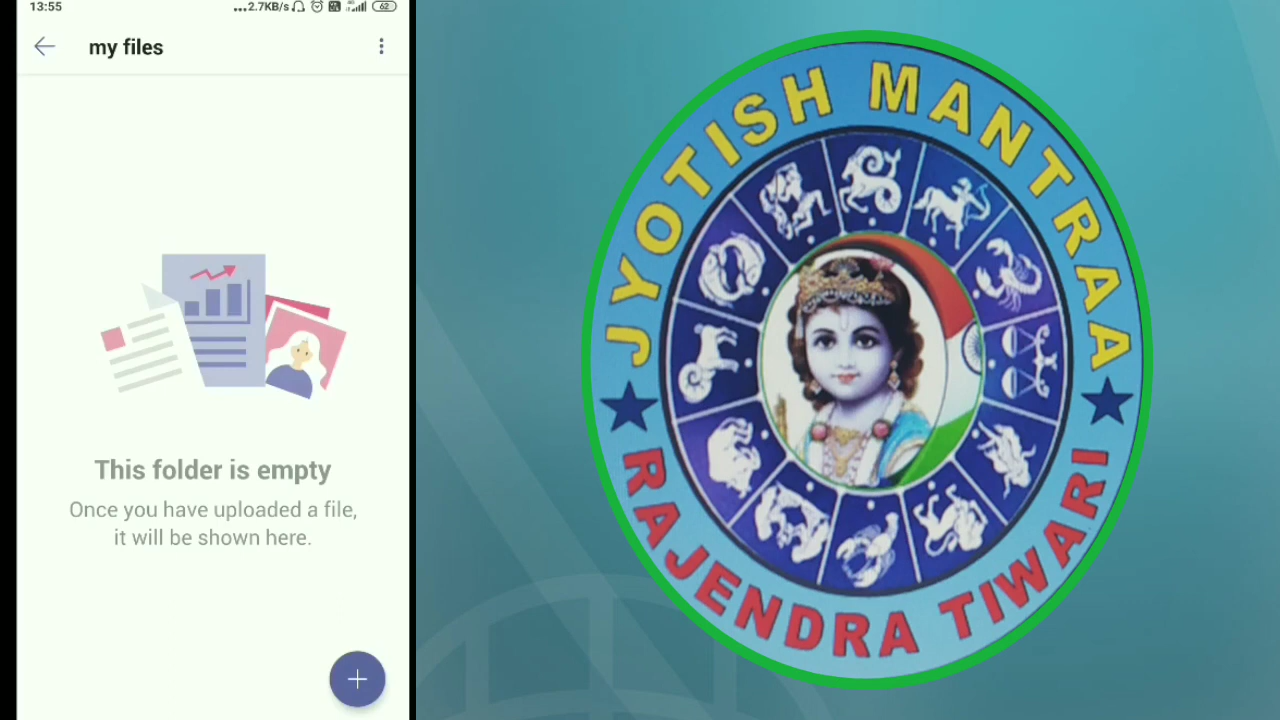 13:55
...2.7KB/s
62
my files
This folder is empty
Once you have uploaded a file,
it will be shown here.
JYOTISH MANTRAA
RAJENDRA TIWARI